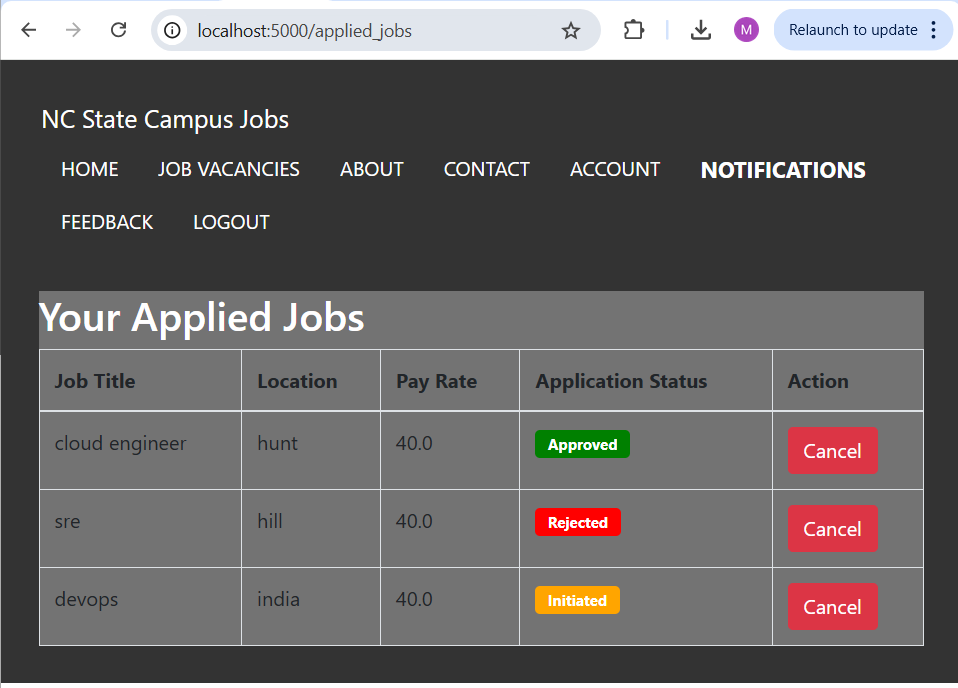 localhost:5000/applied_jobs M Relaunch to update
NC State Campus Jobs
HOME JOB VACANCIES ABOUT CONTACT ACCOUNT NOTIFICATIONS
FEEDBACK LOGOUT
Your Applied Jobs
Job Title Location Pay Rate Application Status Action
cloud engineer hunt 40.0 Approved Cancel
sre hill 40.0 Rejected Cancel
devops india 40.0 Initiated Cancel